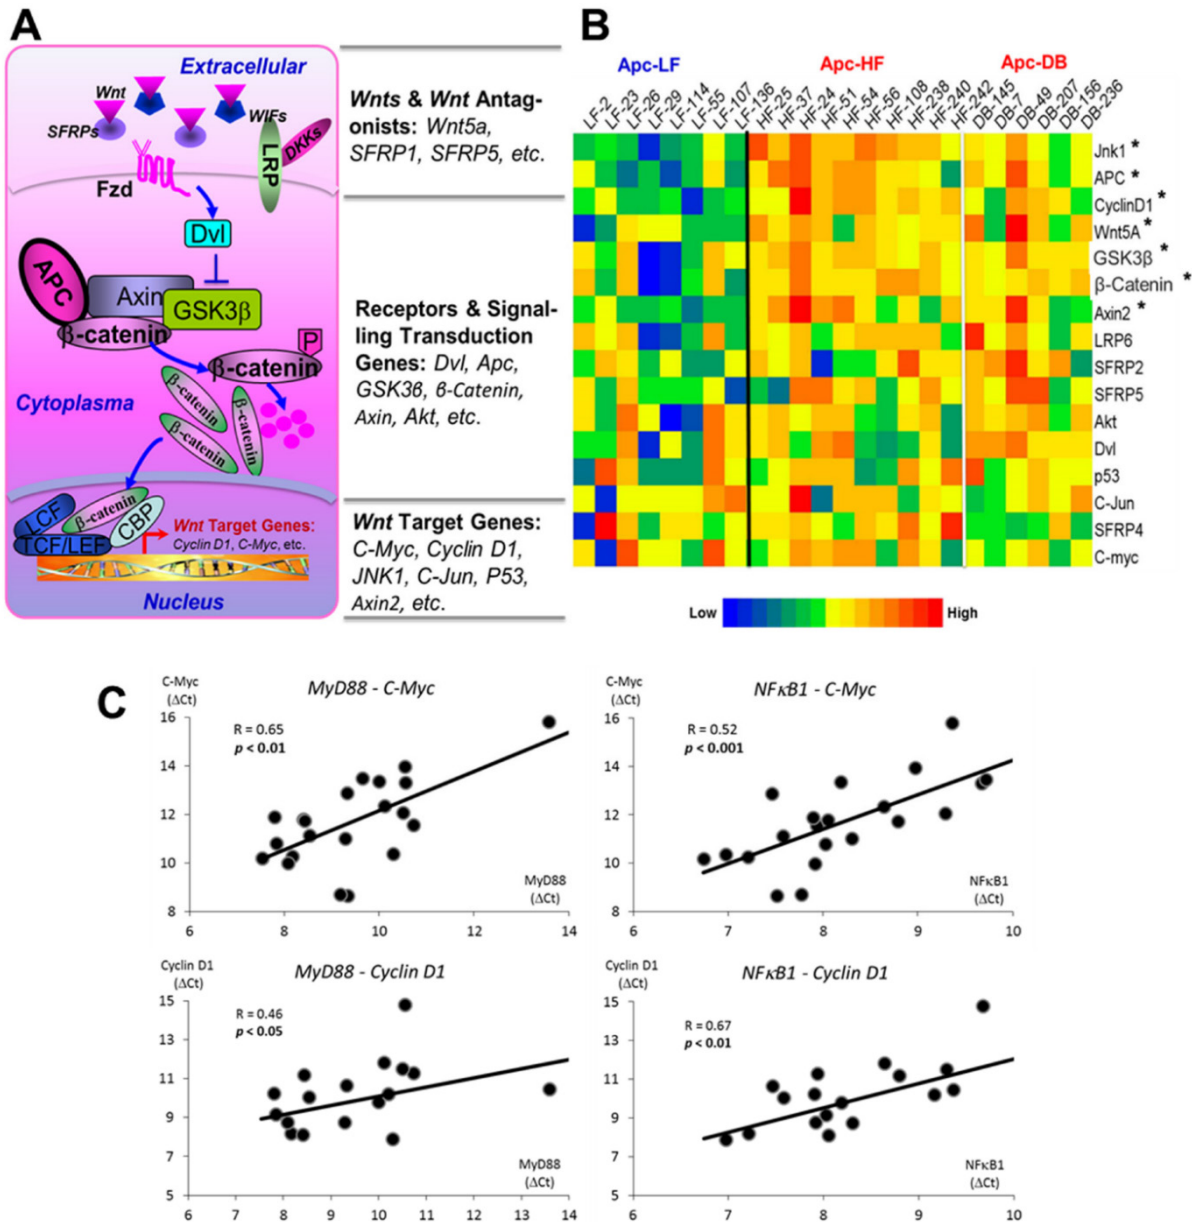 A
Extracellular
Wnt
SFRPs
WIFs
LRP
DKKs
Fzd
Dvl
APC
Axin
GSK3β
β-catenin
P
β-catenin
Cytoplasma
β-catenin
β-catenin
β-catenin
LCF
β-catenin
CBP
TCF/LEF
Wnt Target Genes:
Cyclin D1, C-Myc, etc.
Nucleus
Wnts & Wnt Antag-
onists: Wnt5a,
SFRP1, SFRP5, etc.
Receptors & Signal-
ling Transduction
Genes: Dvl, Apc,
GSK3β, β-Catenin,
Axin, Akt, etc.
Wnt Target Genes:
C-Myc, Cyclin D1,
JNK1, C-Jun, P53,
Axin2, etc.
B
Apc-LF
Apc-HF
Apc-DB
LF-2
LF-23
LF-26
LF-29
LF-114
LF-55
LF-107
LF-136
HF-25
HF-37
HF-24
HF-51
HF-54
HF-56
HF-108
HF-238
HF-240
HF-242
DB-145
DB-7
DB-49
DB-207
DB-156
DB-236
Jnk1 *
APC *
CyclinD1 *
Wnt5A *
GSK3β *
β-Catenin *
Axin2 *
LRP6
SFRP2
SFRP5
Akt
Dvl
p53
C-Jun
SFRP4
C-myc
Low
High
C
C-Myc
(ΔCt)
MyD88 - C-Myc
R = 0.65
p < 0.01
16
14
12
10
8
MyD88
(ΔCt)
6 8 10 12 14
C-Myc
(ΔCt)
NFκB1 - C-Myc
R = 0.52
p < 0.001
16
14
12
10
8
NFκB1
(ΔCt)
6 7 8 9 10
Cyclin D1
(ΔCt)
MyD88 - Cyclin D1
R = 0.46
p < 0.05
15
13
11
9
7
5
MyD88
(ΔCt)
6 7 8 9 10 11 12 13 14
Cyclin D1
(ΔCt)
NFκB1 - Cyclin D1
R = 0.67
p < 0.01
15
13
11
9
7
5
NFκB1
(ΔCt)
6 7 8 9 10